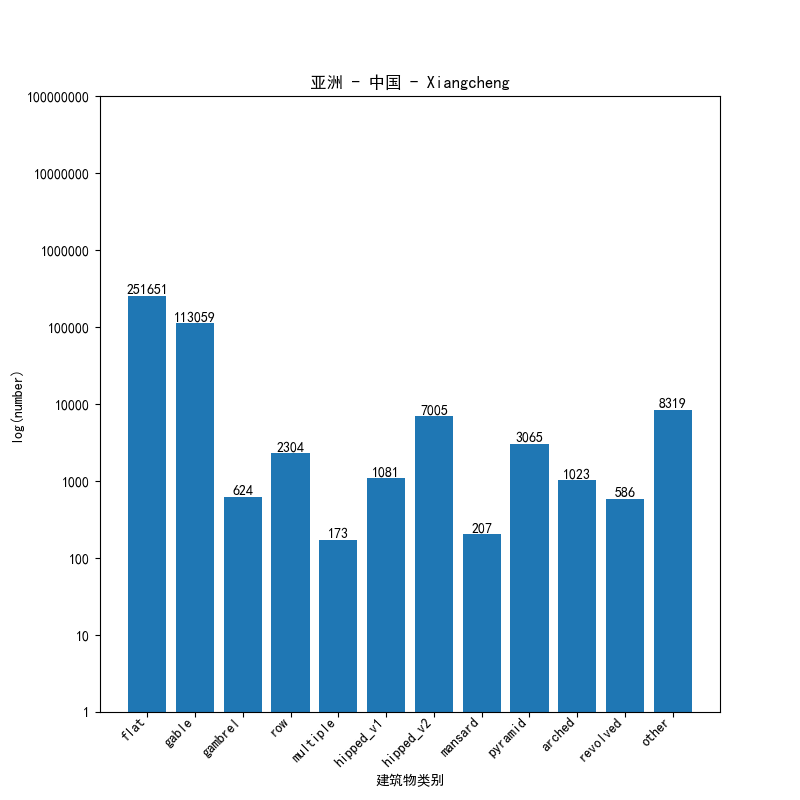 亚洲 - 中国 - Xiangcheng
100000000
10000000
1000000
100000
10000
1000
100
10
1
log(number)
251651
113059
624
2304
173
1081
7005
207
3065
1023
586
8319
flat
gable
gambrel
row
multiple
hipped_v1
hipped_v2
mansard
pyramid
arched
revolved
other
建筑物类别